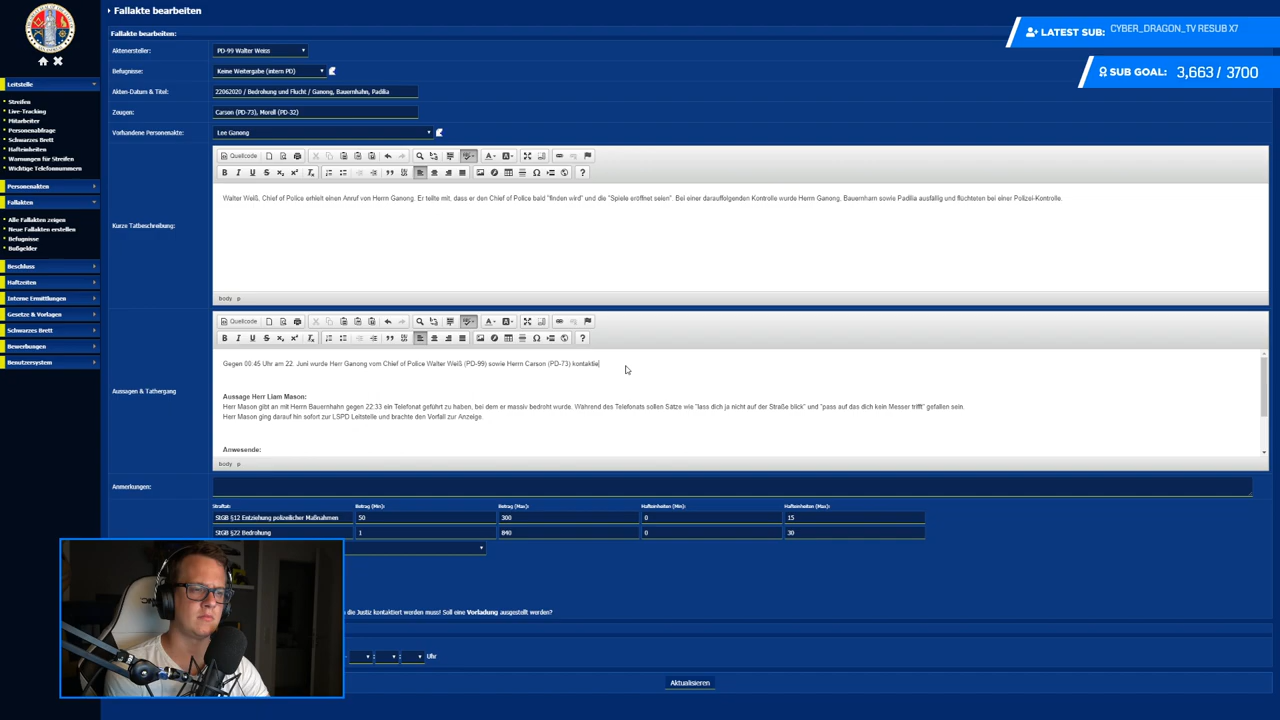 Fallakte bearbeiten
LATEST SUB: CYBER_DRAGON_TV RESUB X7
SUB GOAL: 3,663 / 3700
Fallakte bearbeiten:
Aktenersteller: PD-99 Walter Weiss
Befugnisse: Keine Weitergabe (intern PD)
Akten-Datum & Titel: 22062020 / Bedrohung und Flucht / Ganong, Bauernhahn, Padilia
Zeugen: Carson (PD-73), Morell (PD-32)
Vorhandene Personenakte: Lee Ganong
Leitstelle
Streifen
Live-Tracking
Mitarbeiter
Personenabfrage
Schwarzes Brett
Hafteinheiten
Warnungen für Streifen
Wichtige Telefonnummern
Personenakten
Fallakten
Alle Fallakten zeigen
Neue Fallakten erstellen
Befugnisse
Bußgelder
Beschluss
Haftzeiten
Interne Ermittlungen
Gesetze & Vorlagen
Schwarzes Brett
Bewerbungen
Benutzersystem
Kurze Tatbeschreibung:
Quellcode
Walter Weiß, Chief of Police erhielt einen Anruf von Herrn Ganong. Er teilte mit, dass er den Chief of Police bald "finden wird" und die "Spiele eröffnet seien". Bei einer darauffolgenden Kontrolle wurde Herrn Ganong, Bauernharn sowie Padilia ausfällig und flüchteten bei einer Polizei-Kontrolle.
body p
Aussagen & Tathergang
Quellcode
Gegen 00:45 Uhr am 22. Juni wurde Herr Ganong vom Chief of Police Walter Weiß (PD-99) sowie Herrn Carson (PD-73) kontaktie
Aussage Herr Liam Mason:
Herr Mason gibt an mit Herrn Bauernhahn gegen 22:33 ein Telefonat geführt zu haben, bei dem er massiv bedroht wurde. Während des Telefonats sollen Sätze wie "lass dich ja nicht auf der Straße blick" und "pass auf das dich kein Messer trifft" gefallen sein.
Herr Mason ging darauf hin sofort zur LSPD Leitstelle und brachte den Vorfall zur Anzeige.
Anwesende:
body p
Anmerkungen:
Straftat: Betrag (Min): Betrag (Max): Hafteinheiten (Min): Hafteinheiten (Max):
StGB §12 Entziehung polizeilicher Maßnahmen 50 300 0 15
StGB §22 Bedrohung 1 840 0 30
die Justiz kontaktiert werden muss! Soll eine Vorladung ausgestellt werden?
: : Uhr
Aktualisieren